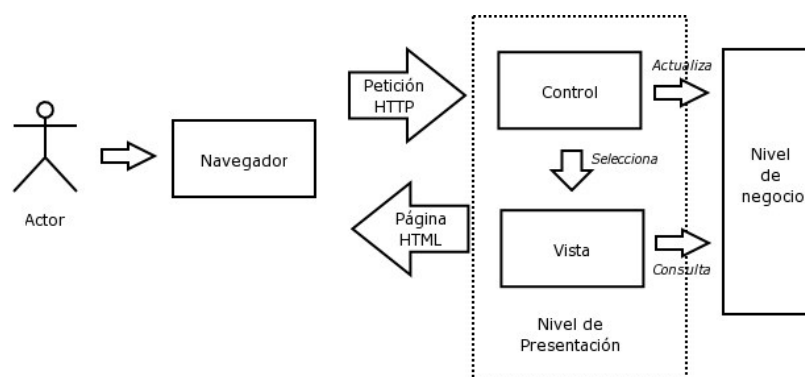 Actor
Navegador
Petición
HTTP
Página
HTML
Control
Actualiza
Selecciona
Vista
Consulta
Nivel de
Presentación
Nivel
de
negocio